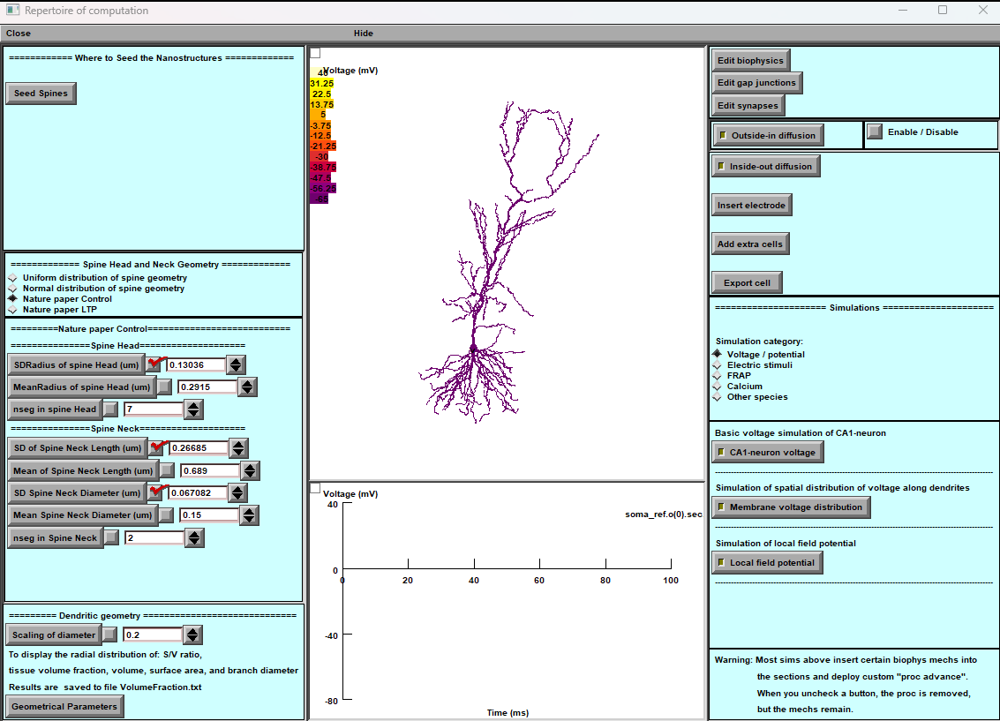 Repertoire of computation
Close
Hide
============ Where to Seed the Nanostructures =============
Seed Spines
============= Spine Head and Neck Geometry =============
Uniform distribution of spine geometry
Normal distribution of spine geometry
Nature paper Control
Nature paper LTP
=========Nature paper Control===========================
===============Spine Head====================
SDRadius of spine Head (um) 0.13036
MeanRadius of spine Head (um) 0.2915
nseg in spine Head 7
===============Spine Neck====================
SD of Spine Neck Length (um) 0.26685
Mean of Spine Neck Length (um) 0.689
SD Spine Neck Diameter (um) 0.067082
Mean Spine Neck Diameter (um) 0.15
nseg in Spine Neck 2
========= Dendritic geometry =============================
Scaling of diameter 0.2
To display the radial distribution of: S/V ratio,
tissue volume fraction, volume, surface area, and branch diameter
Results are  saved to file VolumeFraction.txt
Geometrical Parameters
Voltage (mV)
40
31.25
22.5
13.75
5
-3.75
-12.5
-21.25
-30
-38.75
-47.5
-56.25
-65
Voltage (mV)
40
soma_ref.o(0).sec
0
0 20 40 60 80 100
-40
-80
Time (ms)
Edit biophysics
Edit gap junctions
Edit synapses
Outside-in diffusion
Enable / Disable
Inside-out diffusion
Insert electrode
Add extra cells
Export cell
===================== Simulations =====================
Simulation category:
Voltage / potential
Electric stimuli
FRAP
Calcium
Other species
Basic voltage simulation of CA1-neuron
CA1-neuron voltage
Simulation of spatial distribution of voltage along dendrites
Membrane voltage distribution
Simulation of local field potential
Local field potential
Warning: Most sims above insert certain biophys mechs into
the sections and deploy custom "proc advance".
When you uncheck a button, the proc is removed,
but the mechs remain.